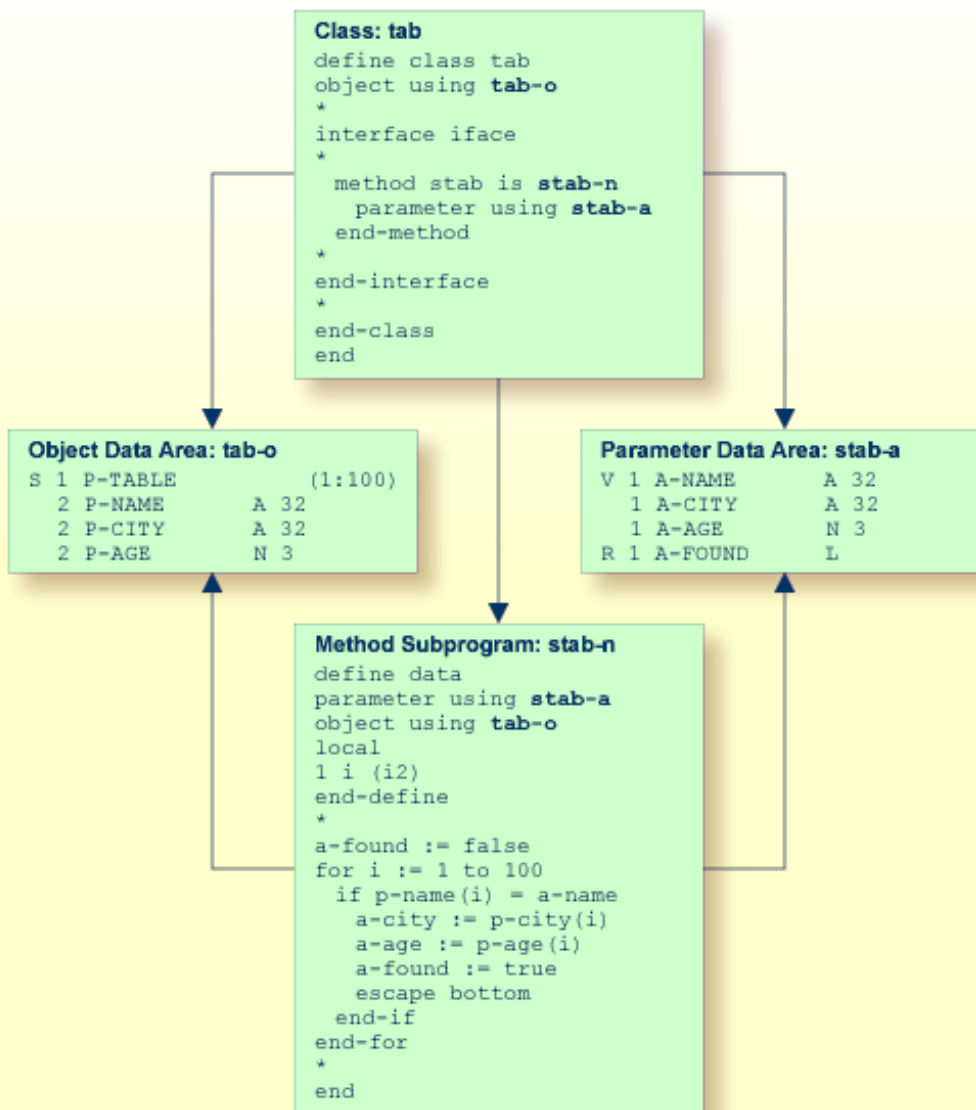 Class: tab
define class tab
object using tab-o
*
interface iface
*
method stab is stab-n
parameter using stab-a
end-method
*
end-interface
*
end-class
end
Object Data Area: tab-o
S 1 P-TABLE (1:100)
2 P-NAME A 32
2 P-CITY A 32
2 P-AGE N 3
Parameter Data Area: stab-a
V 1 A-NAME A 32
1 A-CITY A 32
1 A-AGE N 3
R 1 A-FOUND L
Method Subprogram: stab-n
define data
parameter using stab-a
object using tab-o
local
1 i (i2)
end-define
*
a-found := false
for i := 1 to 100
if p-name(i) = a-name
a-city := p-city(i)
a-age := p-age(i)
a-found := true
escape bottom
end-if
end-for
*
end